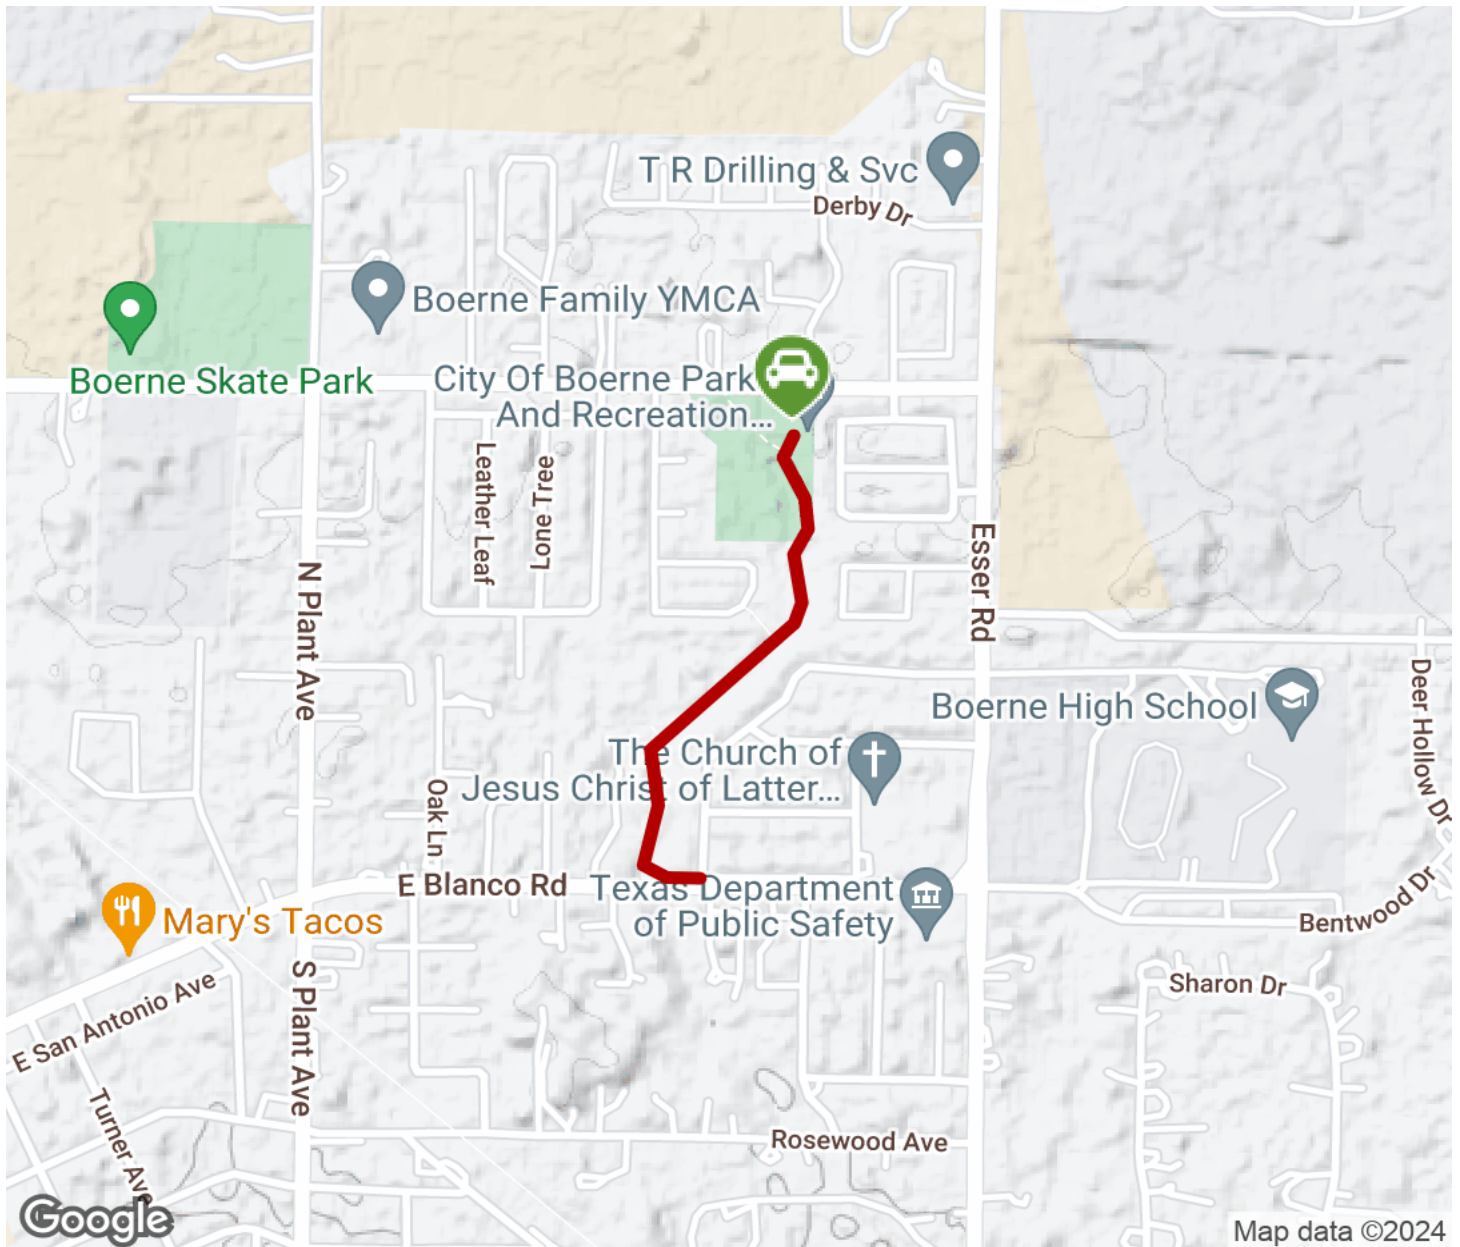 T R Drilling & Svc
Derby Dr
Boerne Family YMCA
Boerne Skate Park
City Of Boerne Park
And Recreation...
Leather Leaf
Lone Tree
N Plant Ave
Esser Rd
Boerne High School
Deer Hollow Dr
The Church of
Jesus Christ of Latter...
Oak Ln
E Blanco Rd
Texas Department
of Public Safety
Mary's Tacos
Bentwood Dr
Sharon Dr
S Plant Ave
E San Antonio Ave
Turner Ave
Rosewood Ave
Google
Map data ©2024